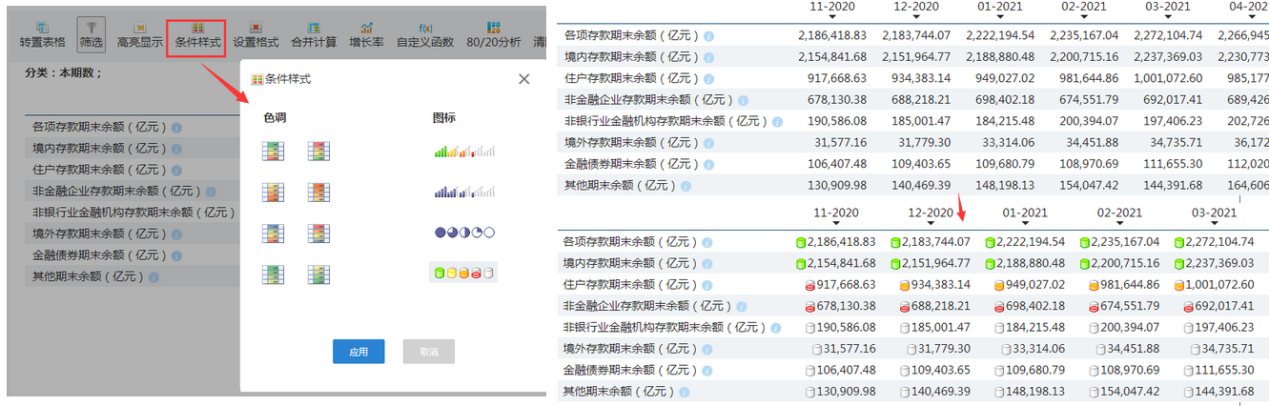 转置表格 筛选 高亮显示 条件样式 设置格式 合并计算 增长率 自定义函数 80/20分析
分类：本期数；
各项存款期末余额（亿元）
境内存款期末余额（亿元）
住户存款期末余额（亿元）
非金融企业存款期末余额（亿元）
非银行业金融机构存款期末余额（亿元）
境外存款期末余额（亿元）
金融债券期末余额（亿元）
其他期末余额（亿元）
条件样式
色调 图标
应用 取消
11-2020 12-2020 01-2021 02-2021 03-2021 04-202
各项存款期末余额（亿元） 2,186,418.83 2,183,744.07 2,222,194.54 2,235,167.04 2,272,104.74 2,266,945
境内存款期末余额（亿元） 2,154,841.68 2,151,964.77 2,188,880.48 2,200,715.16 2,237,369.03 2,230,773
住户存款期末余额（亿元） 917,668.63 934,383.14 949,027.02 981,644.86 1,001,072.60 985,177
非金融企业存款期末余额（亿元） 678,130.38 688,218.21 698,402.18 674,551.79 692,017.41 689,426
非银行业金融机构存款期末余额（亿元） 190,586.08 185,001.47 184,215.48 200,394.07 197,406.23 202,726
境外存款期末余额（亿元） 31,577.16 31,779.30 33,314.06 34,451.88 34,735.71 36,172
金融债券期末余额（亿元） 106,407.48 109,403.65 109,680.79 108,970.69 111,655.30 112,020
其他期末余额（亿元） 130,909.98 140,469.39 148,198.13 154,047.42 144,391.68 164,606
11-2020 12-2020 01-2021 02-2021 03-2021
各项存款期末余额（亿元） 2,186,418.83 2,183,744.07 2,222,194.54 2,235,167.04 2,272,104.74
境内存款期末余额（亿元） 2,154,841.68 2,151,964.77 2,188,880.48 2,200,715.16 2,237,369.03
住户存款期末余额（亿元） 917,668.63 934,383.14 949,027.02 981,644.86 1,001,072.60
非金融企业存款期末余额（亿元） 678,130.38 688,218.21 698,402.18 674,551.79 692,017.41
非银行业金融机构存款期末余额（亿元） 190,586.08 185,001.47 184,215.48 200,394.07 197,406.23
境外存款期末余额（亿元） 31,577.16 31,779.30 33,314.06 34,451.88 34,735.71
金融债券期末余额（亿元） 106,407.48 109,403.65 109,680.79 108,970.69 111,655.30
其他期末余额（亿元） 130,909.98 140,469.39 148,198.13 154,047.42 144,391.68